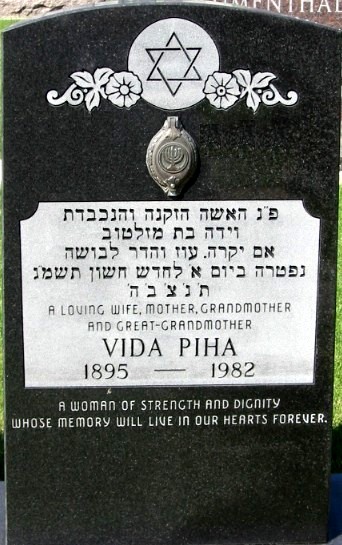 MENTHAL
פ״נ האשה הזקנה והנכבדת
וידה בת מזלטוב
אם יקרה. עוז והדר לבושה
נפטרה ביום א׳ לחדש חשון תשמ״ג
ת׳ נ׳ צ׳ ב׳ ה׳
A LOVING WIFE, MOTHER, GRANDMOTHER
AND GREAT-GRANDMOTHER
VIDA PIHA
1895 — 1982
A WOMAN OF STRENGTH AND DIGNITY
WHOSE MEMORY WILL LIVE IN OUR HEARTS FOREVER.